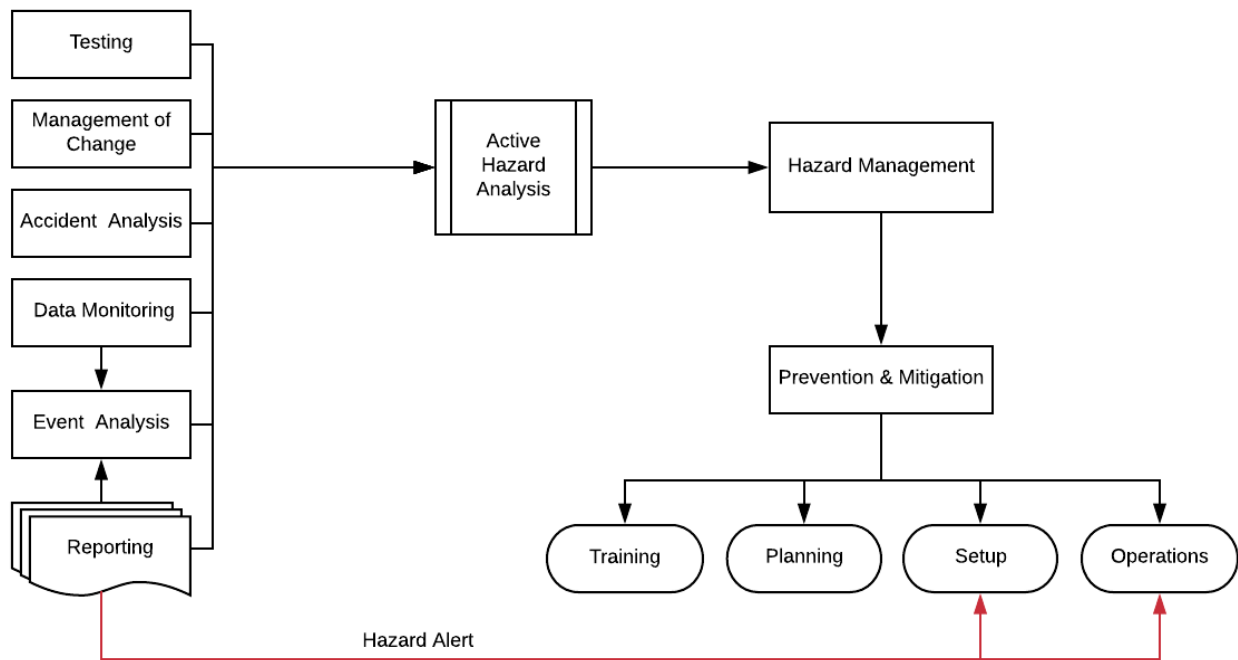 Testing
Management of
Change
Accident Analysis
Data Monitoring
Event Analysis
Reporting
Active
Hazard
Analysis
Hazard Management
Prevention & Mitigation
Training
Planning
Setup
Operations
Hazard Alert